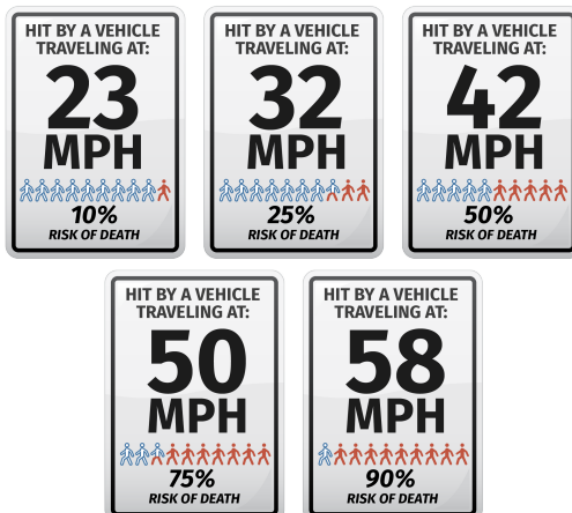 HIT BY A VEHICLE
TRAVELING AT:
23
MPH
10%
RISK OF DEATH
HIT BY A VEHICLE
TRAVELING AT:
32
MPH
25%
RISK OF DEATH
HIT BY A VEHICLE
TRAVELING AT:
42
MPH
50%
RISK OF DEATH
HIT BY A VEHICLE
TRAVELING AT:
50
MPH
75%
RISK OF DEATH
HIT BY A VEHICLE
TRAVELING AT:
58
MPH
90%
RISK OF DEATH